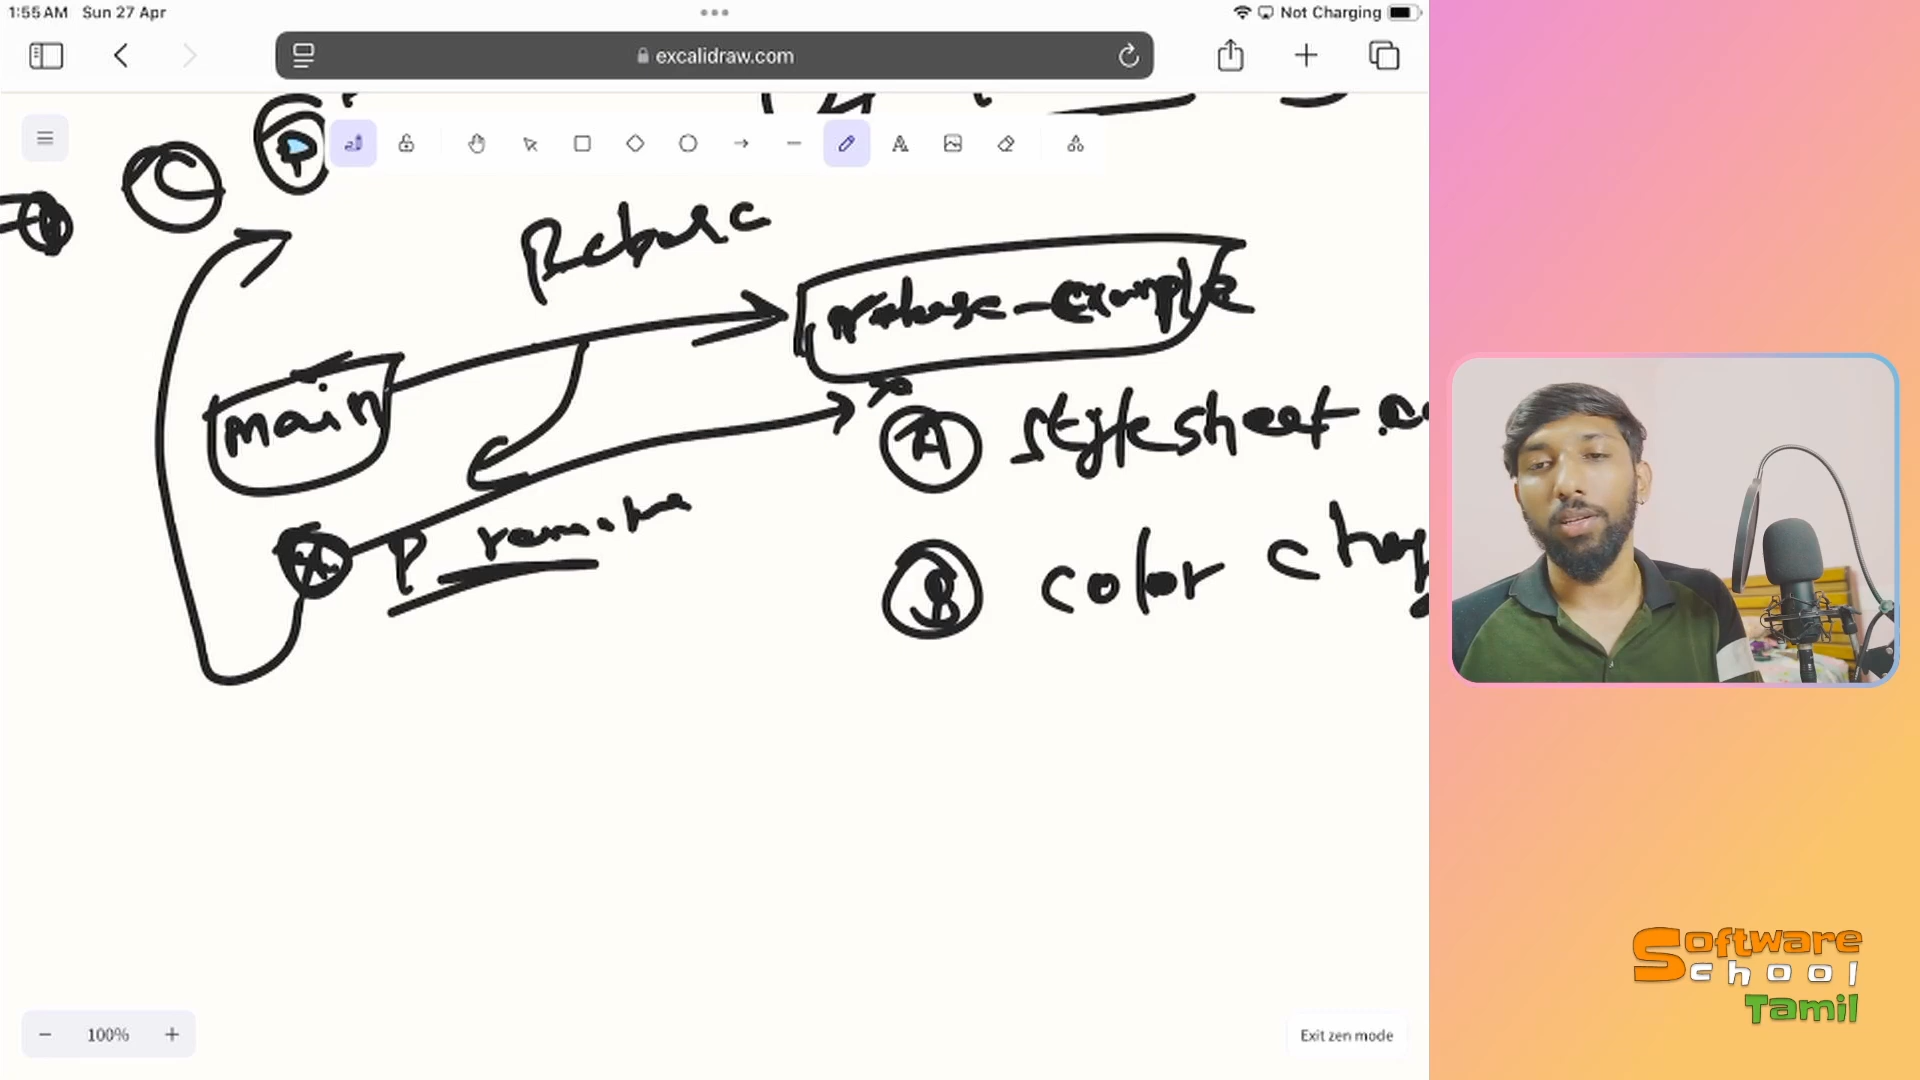 1:55 AM Sun 27 Apr
Not Charging
excalidraw.com
P
C
Rebase
rebase-example
main
A stylesheet.
X P remote
B color
100%
Exit zen mode
Software
School
Tamil